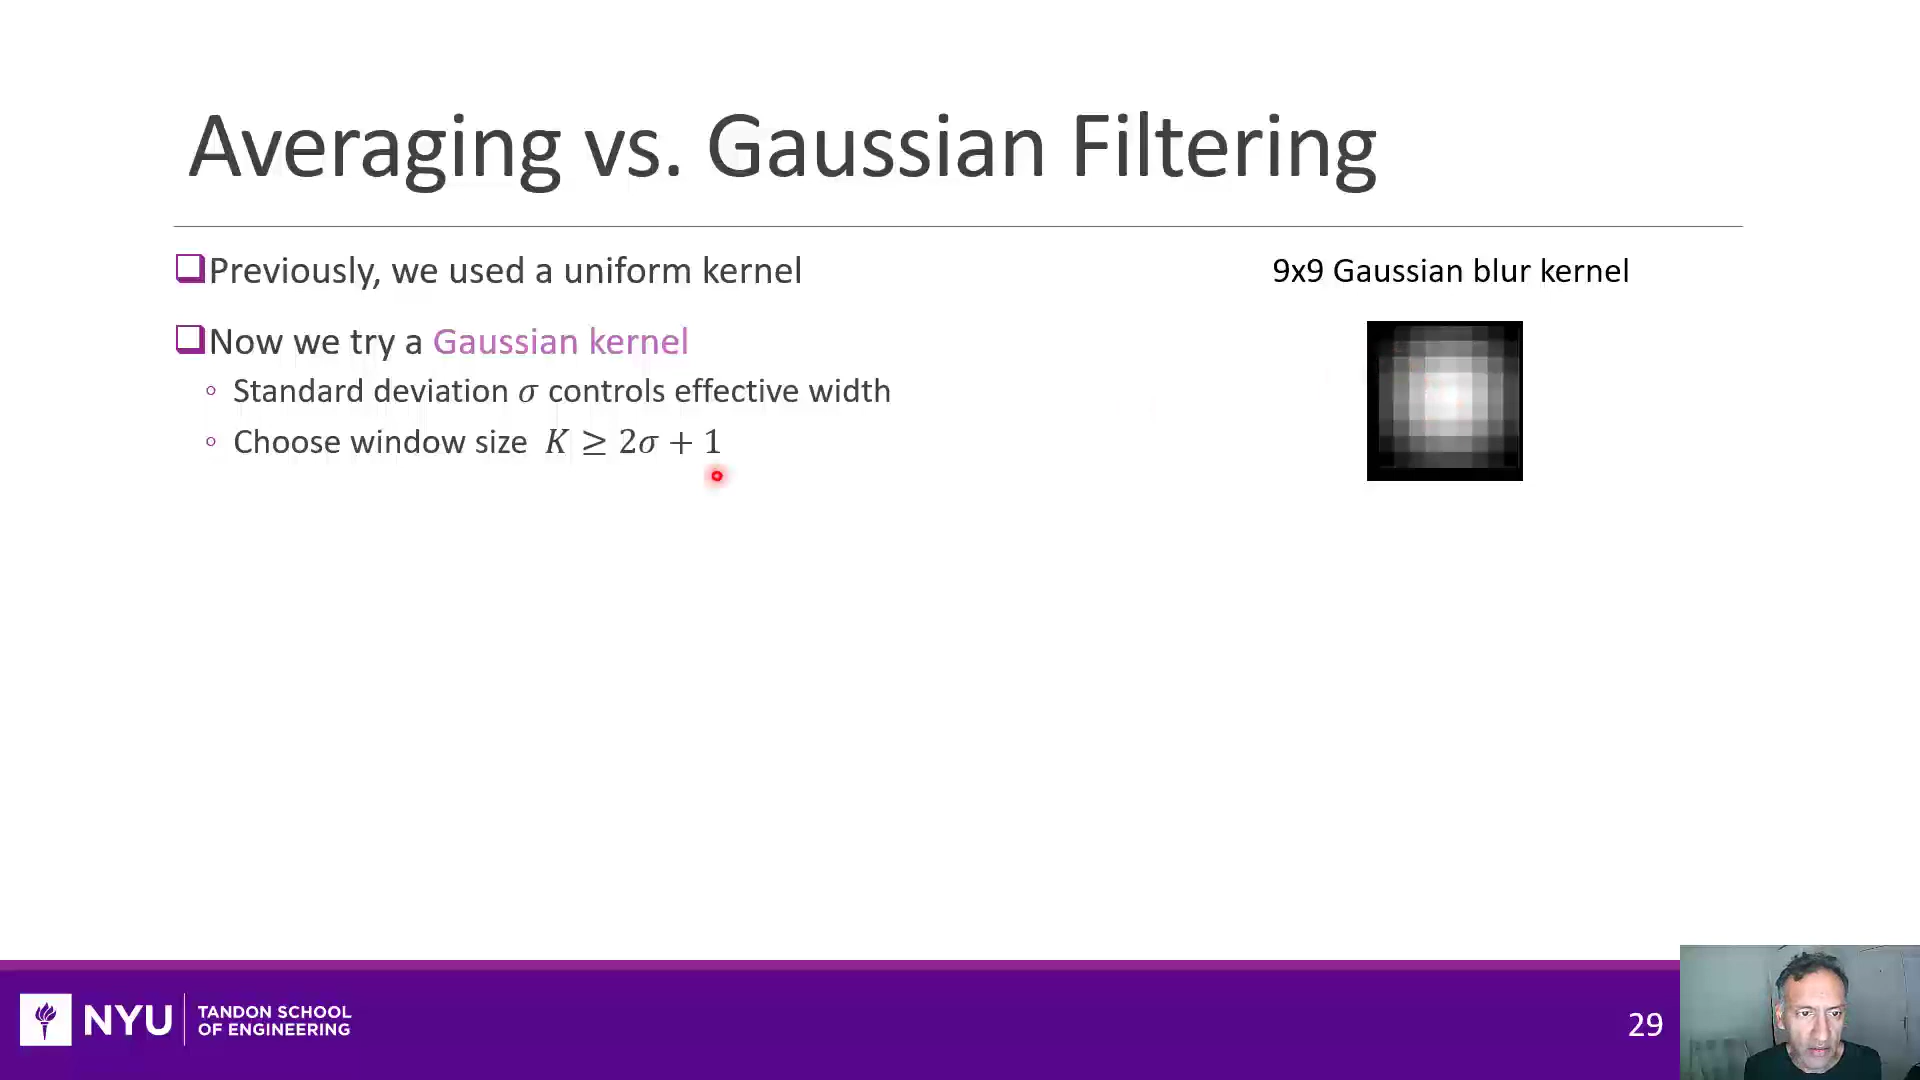 Averaging vs. Gaussian Filtering
❑Previously, we used a uniform kernel
9x9 Gaussian blur kernel
❑Now we try a Gaussian kernel
◦ Standard deviation σ controls effective width
◦ Choose window size K ≥ 2σ + 1
NYU
TANDON SCHOOL
OF ENGINEERING
29